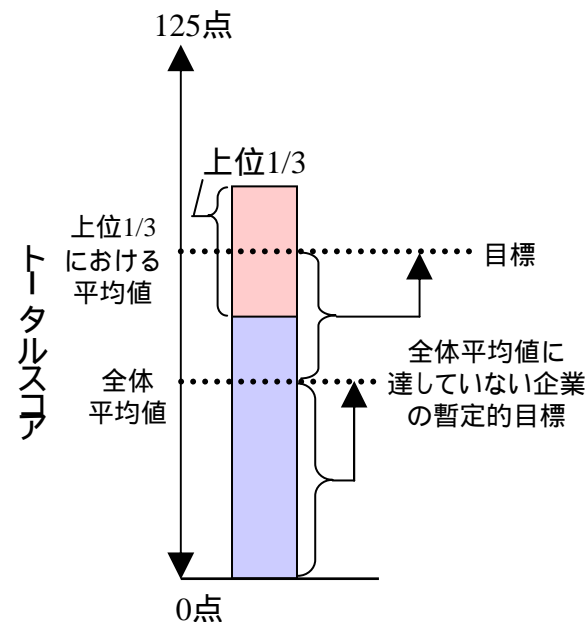 125点
上位1/3
上位1/3
における
平均値
目標
トータルスコア
全体
平均値
全体平均値に
達していない企業
の暫定的目標
0点